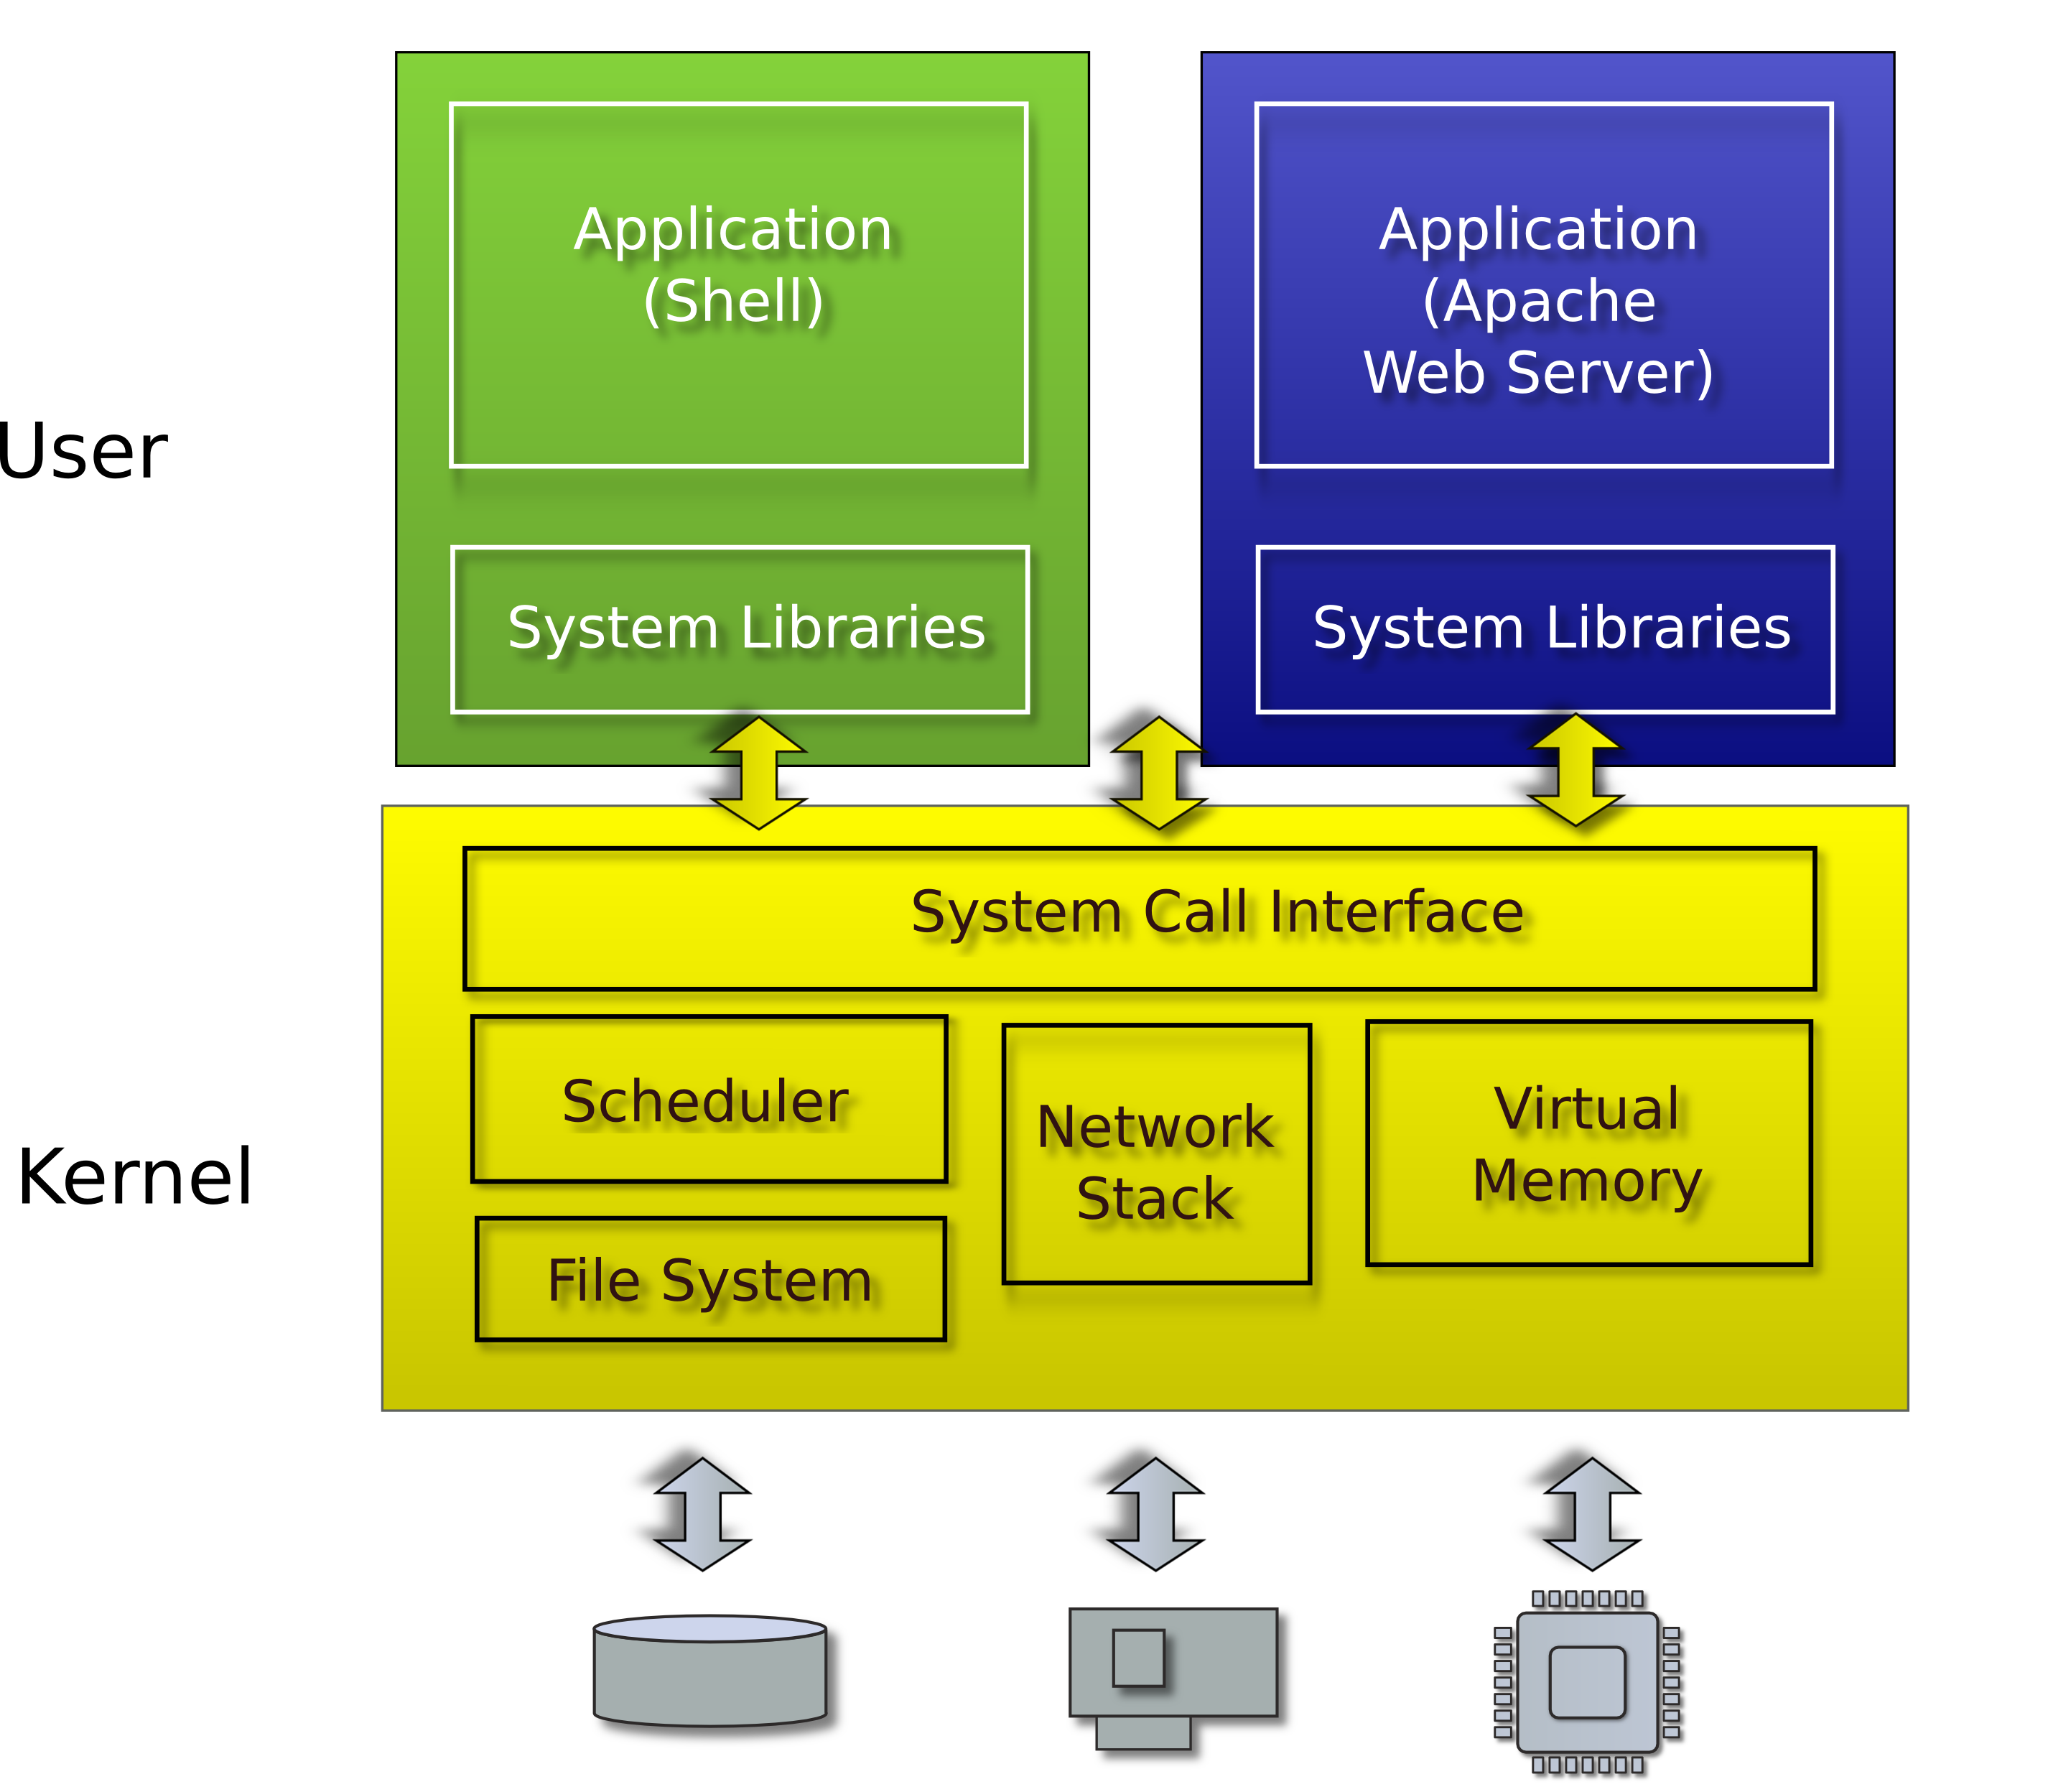 Application
(Shell)
Application
(Apache
Web Server)
User
System Libraries
System Libraries
System Call Interface
Scheduler
Network
Stack
Virtual
Memory
Kernel
File System